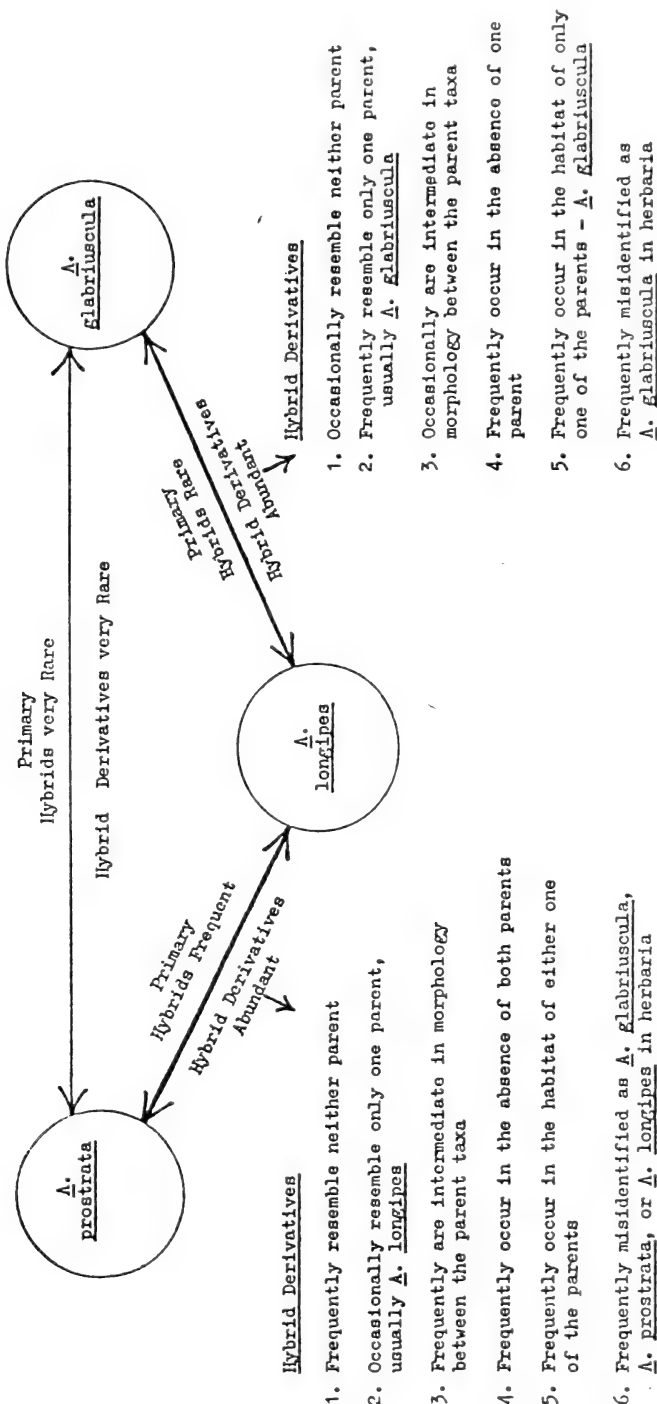 Primary
Hybrids very Rare
Hybrid Derivatives very Rare
A.
prostrata
A.
glabriuscula
A.
longipes
Primary
Hybrids Frequent
Hybrid Derivatives
Abundant
Primary
Hybrids Rare
Hybrid Derivatives
Abundant
Hybrid Derivatives
1. Frequently resemble neither parent
2. Occasionally resemble only one parent,
usually A. longipes
3. Frequently are intermediate in morphology
between the parent taxa
4. Frequently occur in the absence of both parents
5. Frequently occur in the habitat of either one
of the parents
6. Frequently misidentified as A. glabriuscula,
A. prostrata, or A. longipes in herbaria
Hybrid Derivatives
1. Occasionally resemble neither parent
2. Frequently resemble only one parent,
usually A. glabriuscula
3. Occasionally are intermediate in
morphology between the parent taxa
4. Frequently occur in the absence of one
parent
5. Frequently occur in the habitat of only
one of the parents - A. glabriuscula
6. Frequently misidentified as
A. glabriuscula in herbaria